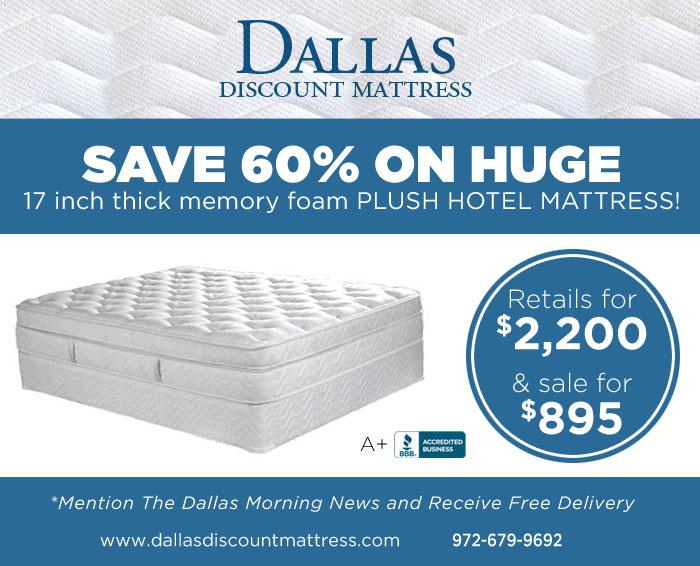 DALLAS
DISCOUNT MATTRESS
SAVE 60% ON HUGE
17 inch thick memory foam PLUSH HOTEL MATTRESS!
Retails for
$2,200
& sale for
$895
A+ BBB. ACCREDITED BUSINESS
*Mention The Dallas Morning News and Receive Free Delivery
www.dallasdiscountmattress.com 972-679-9692